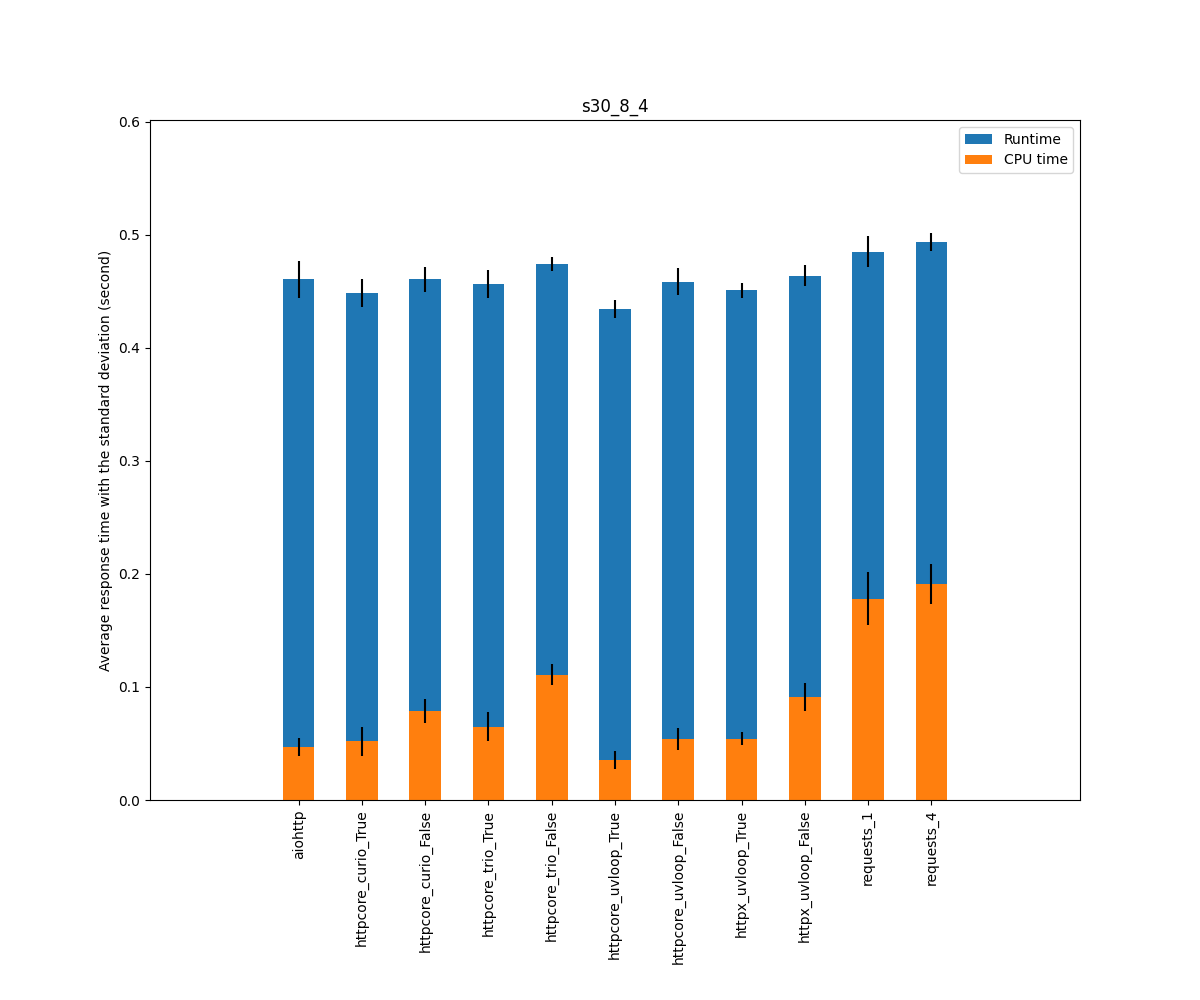 s30_8_4
Runtime
CPU time
Average response time with the standard deviation (second)
0.6
0.5
0.4
0.3
0.2
0.1
0.0
aiohttp
httpcore_curio_True
httpcore_curio_False
httpcore_trio_True
httpcore_trio_False
httpcore_uvloop_True
httpcore_uvloop_False
httpx_uvloop_True
httpx_uvloop_False
requests_1
requests_4